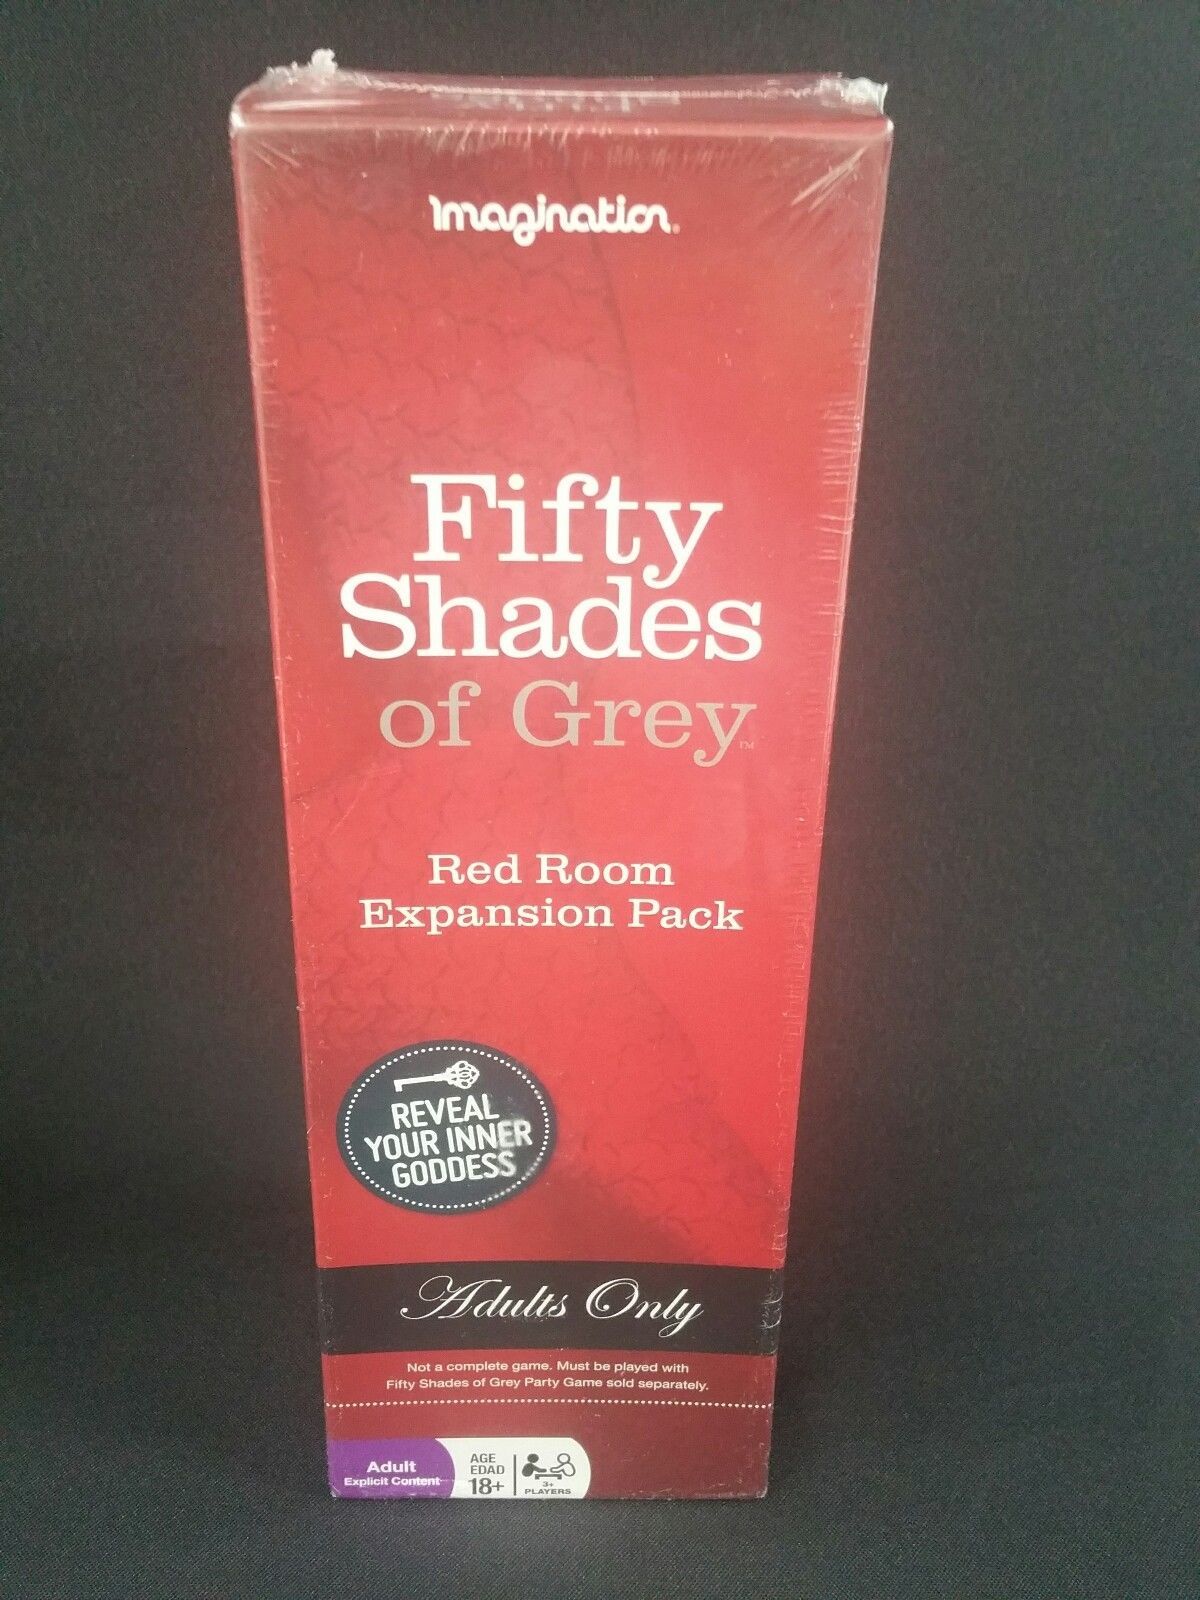 Imagination.
Fifty
Shades
of Grey™
Red Room
Expansion Pack
REVEAL
YOUR INNER
GODDESS
Adults Only
Not a complete game. Must be played with
Fifty Shades of Grey Party Game sold separately.
Adult
Explicit Content
AGE
EDAD
18+
3+
PLAYERS